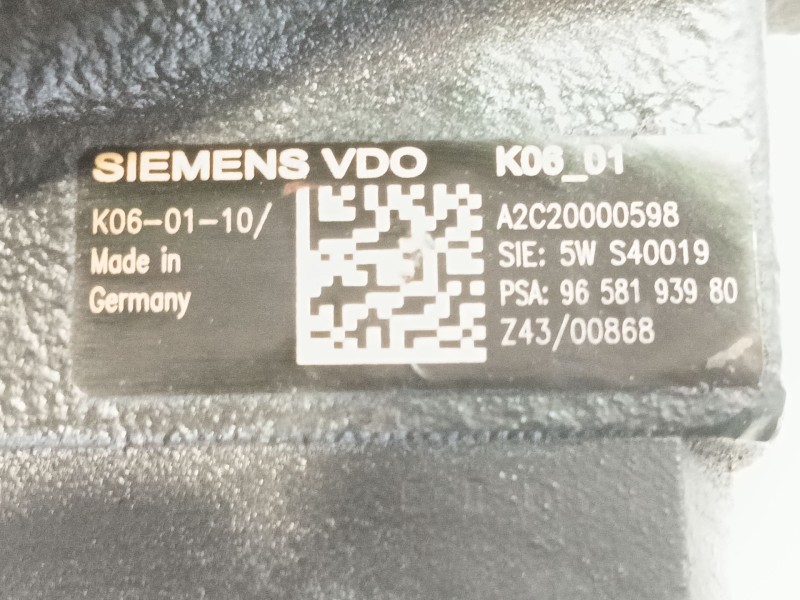 SIEMENS VDO K06_01
K06-01-10/
Made in
Germany
A2C20000598
SIE: 5W S40019
PSA: 96 581 939 80
Z43/00868